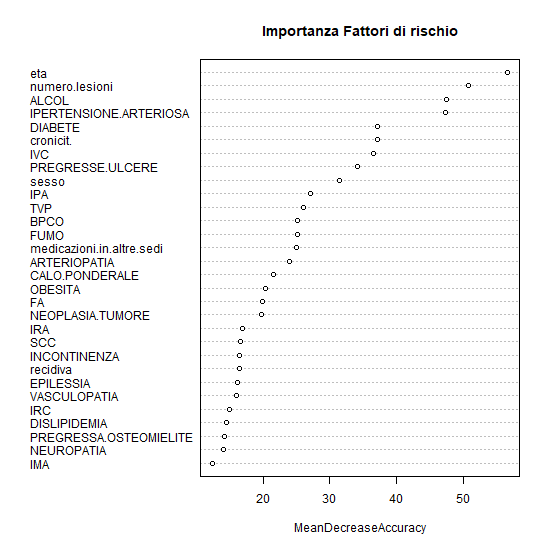 Importanza Fattori di rischio
eta
numero.lesioni
ALCOL
IPERTENSIONE.ARTERIOSA
DIABETE
cronicit.
IVC
PREGRESSE.ULCERE
sesso
IPA
TVP
BPCO
FUMO
medicazioni.in.altre.sedi
ARTERIOPATIA
CALO.PONDERALE
OBESITA
FA
NEOPLASIA.TUMORE
IRA
SCC
INCONTINENZA
recidiva
EPILESSIA
VASCULOPATIA
IRC
DISLIPIDEMIA
PREGRESSA.OSTEOMIELITE
NEUROPATIA
IMA
20 30 40 50
MeanDecreaseAccuracy